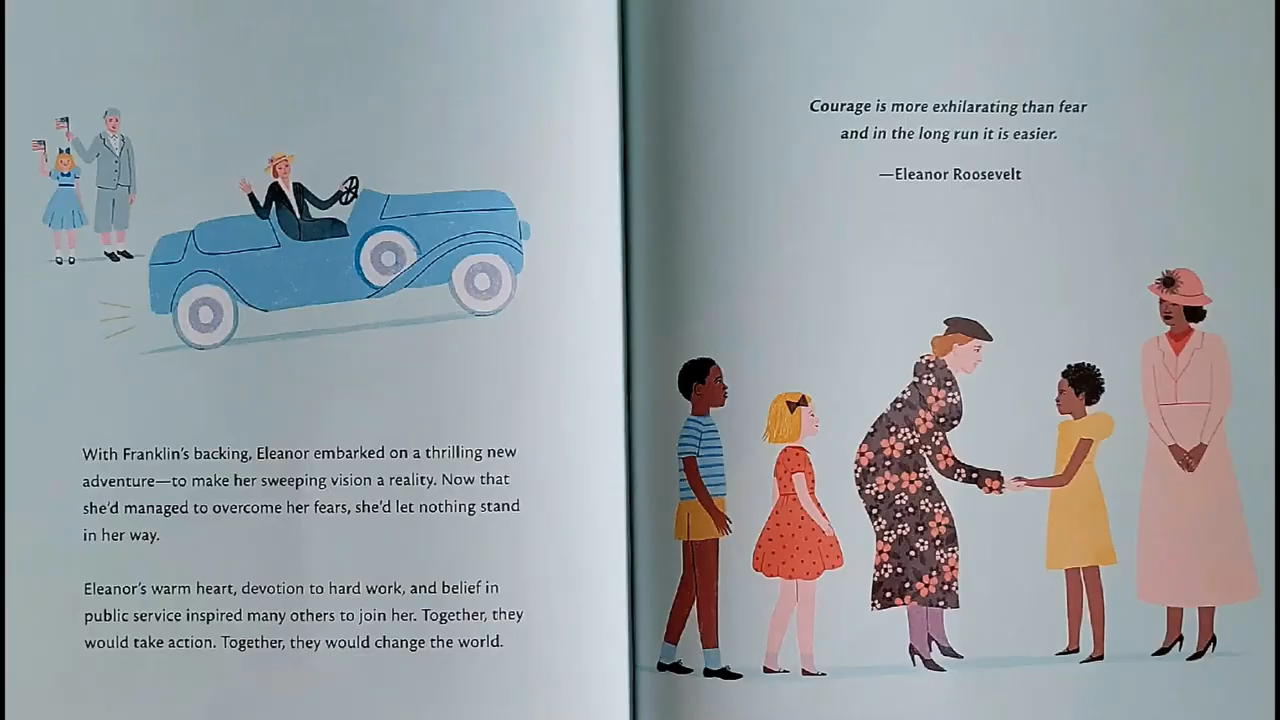 With Franklin's backing, Eleanor embarked on a thrilling new
adventure—to make her sweeping vision a reality. Now that
she'd managed to overcome her fears, she'd let nothing stand
in her way.
Eleanor's warm heart, devotion to hard work, and belief in
public service inspired many others to join her. Together, they
would take action. Together, they would change the world.
Courage is more exhilarating than fear
and in the long run it is easier.
—Eleanor Roosevelt